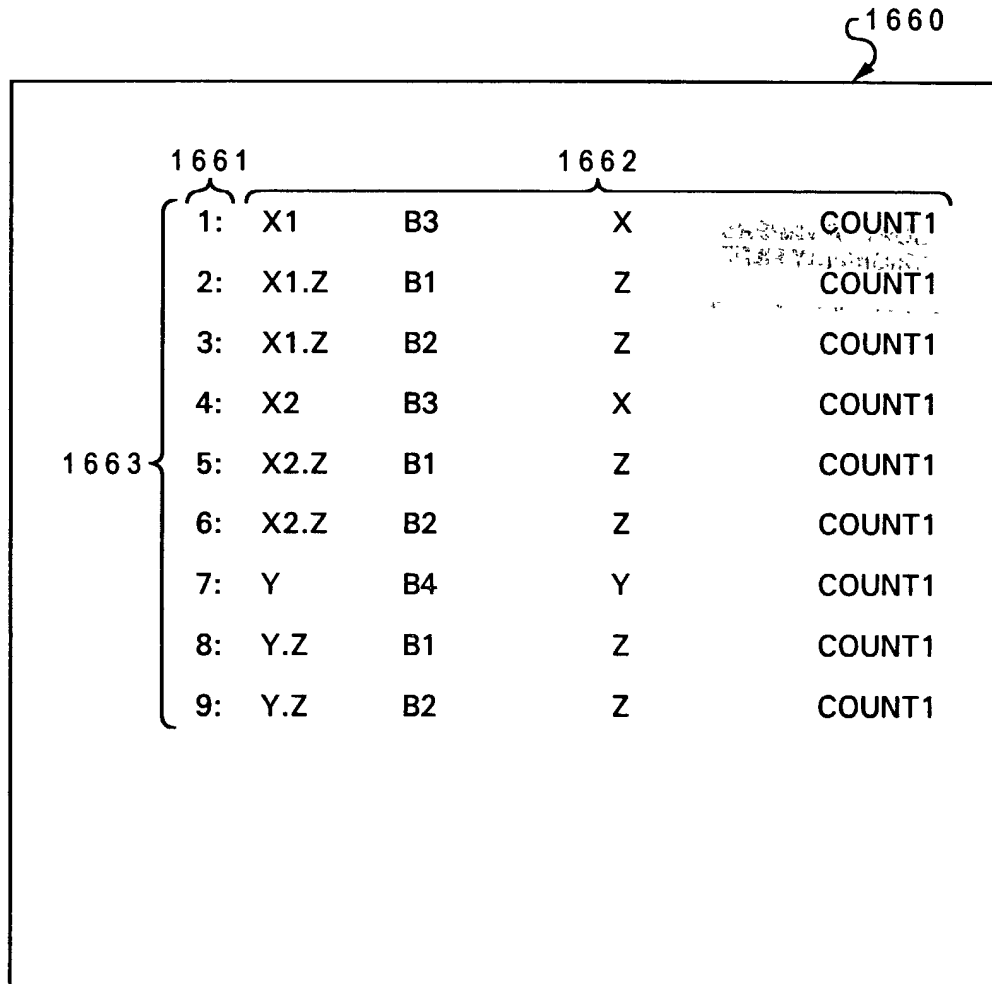 1660
1661 1662
1: X1 B3 X COUNT1
2: X1.Z B1 Z COUNT1
3: X1.Z B2 Z COUNT1
4: X2 B3 X COUNT1
1663 5: X2.Z B1 Z COUNT1
6: X2.Z B2 Z COUNT1
7: Y B4 Y COUNT1
8: Y.Z B1 Z COUNT1
9: Y.Z B2 Z COUNT1